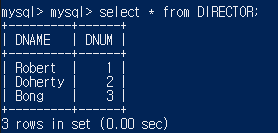 mysql> mysql> select * from DIRECTOR;
+---------+------+
| DNAME   | DNUM |
+---------+------+
| Robert  |    1 |
| Doherty |    2 |
| Bong    |    3 |
+---------+------+
3 rows in set (0.00 sec)